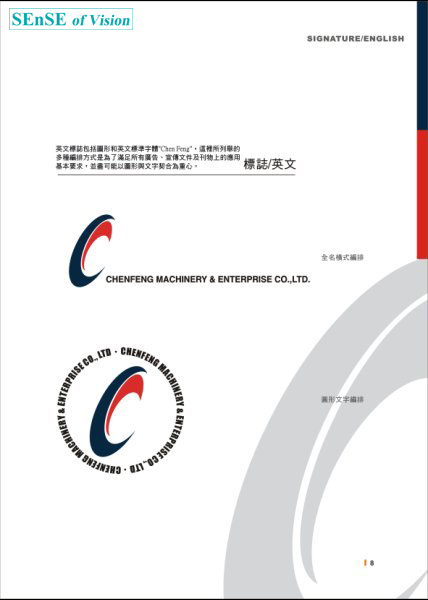 SEnSE of Vision
SIGNATURE/ENGLISH
英文標誌包括圖形和英文標準字體"Chen Feng"，這裡所列舉的
多種編排方式是為了滿足所有廣告、宣傳文件及刊物上的應用
基本要求，並盡可能以圖形與文字契合為重心。
標誌/英文
全名橫式編排
CHENFENG MACHINERY & ENTERPRISE CO.,LTD.
CHENFENG MACHINERY & ENTERPRISE CO.,LTD · CHENFENG MACHINERY & ENTERPRISE CO.,LTD ·
圓形文字編排
8